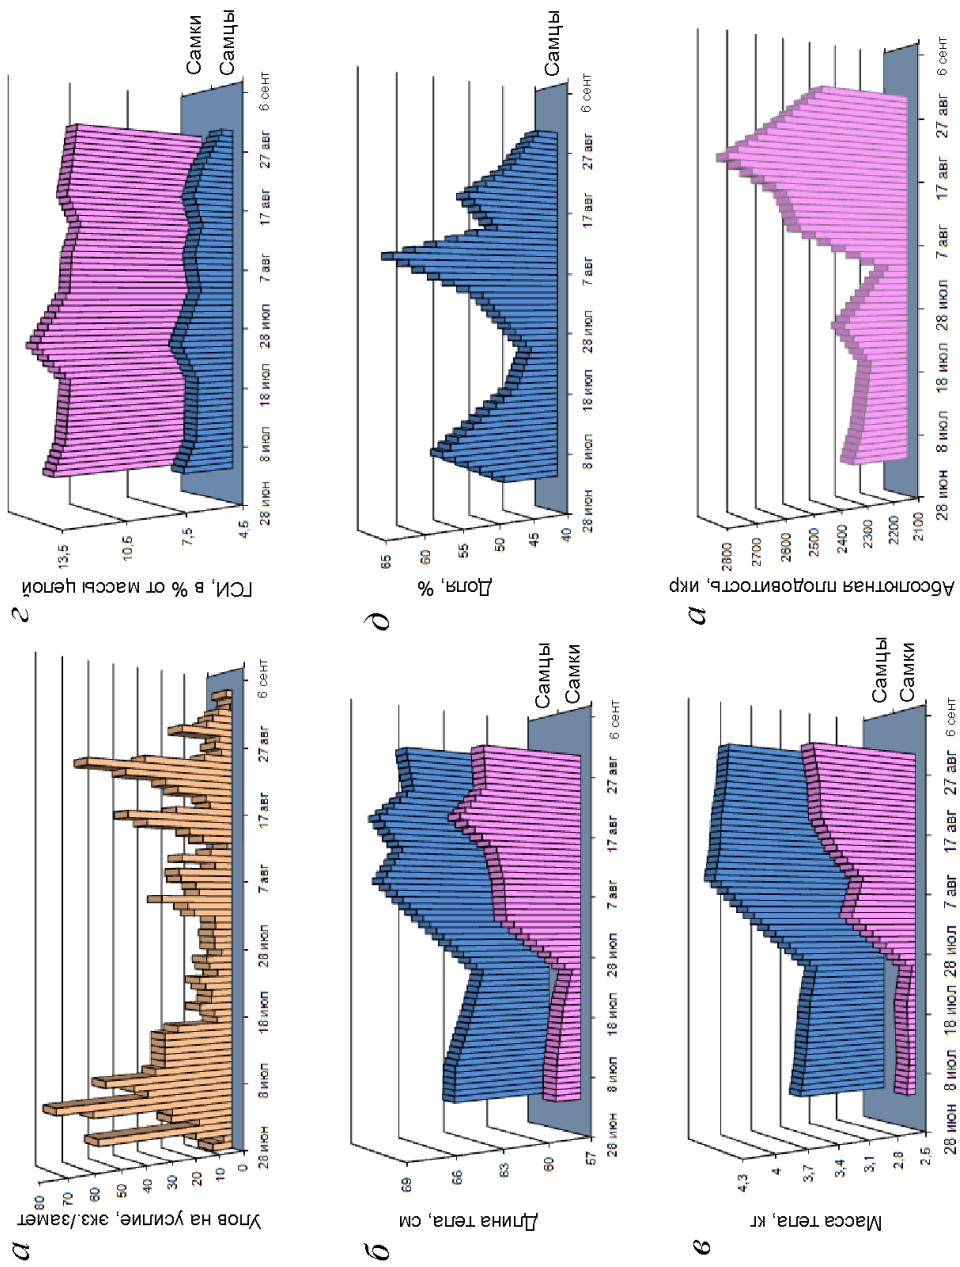 а
Улов на усилие, экз./замет
80
70
60
50
40
30
20
10
0
28 июн
8 июл
18 июл
28 июл
7 авг
17 авг
27 авг
6 сент
б
Длина тела, см
69
66
63
60
57
28 июн
8 июл
18 июл
28 июл
7 авг
17 авг
27 авг
6 сент
Самцы
Самки
в
Масса тела, кг
4,3
4
3,7
3,4
3,1
2,8
2,5
28 июн
8 июл
18 июл
28 июл
7 авг
17 авг
27 авг
6 сент
Самцы
Самки
г
ГСИ, в % от массы целой
13,5
10,5
7,5
4,5
28 июн
8 июл
18 июл
28 июл
7 авг
17 авг
27 авг
6 сент
Самки
Самцы
д
Доля, %
65
60
55
50
45
40
28 июн
8 июл
18 июл
28 июл
7 авг
17 авг
27 авг
6 сент
Самцы
а
Абсолютная плодовитость, икр
2800
2700
2600
2500
2400
2300
2200
2100
28 июн
8 июл
18 июл
28 июл
7 авг
17 авг
27 авг
6 сент